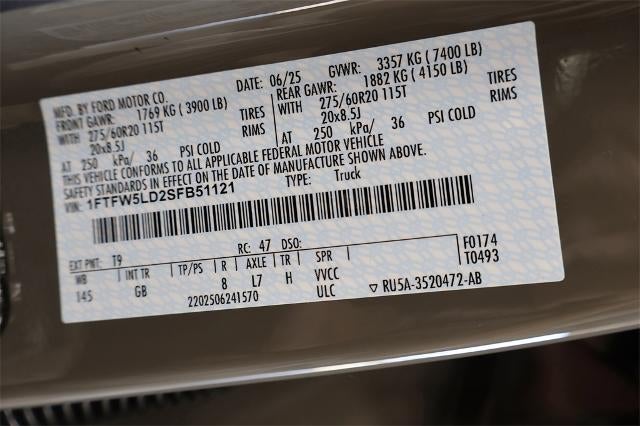 MFD. BY FORD MOTOR CO.
DATE: 06/25 GVWR: 3357 KG ( 7400 LB)
FRONT GAWR: 1769 KG ( 3900 LB) REAR GAWR: 1882 KG ( 4150 LB)
WITH 275/60R20 115T TIRES WITH 275/60R20 115T TIRES
20x8.5J RIMS 20x8.5J RIMS
AT 250 kPa/ 36 PSI COLD AT 250 kPa/ 36 PSI COLD
THIS VEHICLE CONFORMS TO ALL APPLICABLE FEDERAL MOTOR VEHICLE
SAFETY STANDARDS IN EFFECT ON THE DATE OF MANUFACTURE SHOWN ABOVE.
VIN: 1FTFW5LD2SFB51121 TYPE: Truck
EXT PNT: T9 RC: 47 DSO: F0174
WB INT TR TP/PS R AXLE TR SPR T0493
145 GB 8 L7 H VVCC
2202506241570 ULC ▽ RU5A-3520472-AB